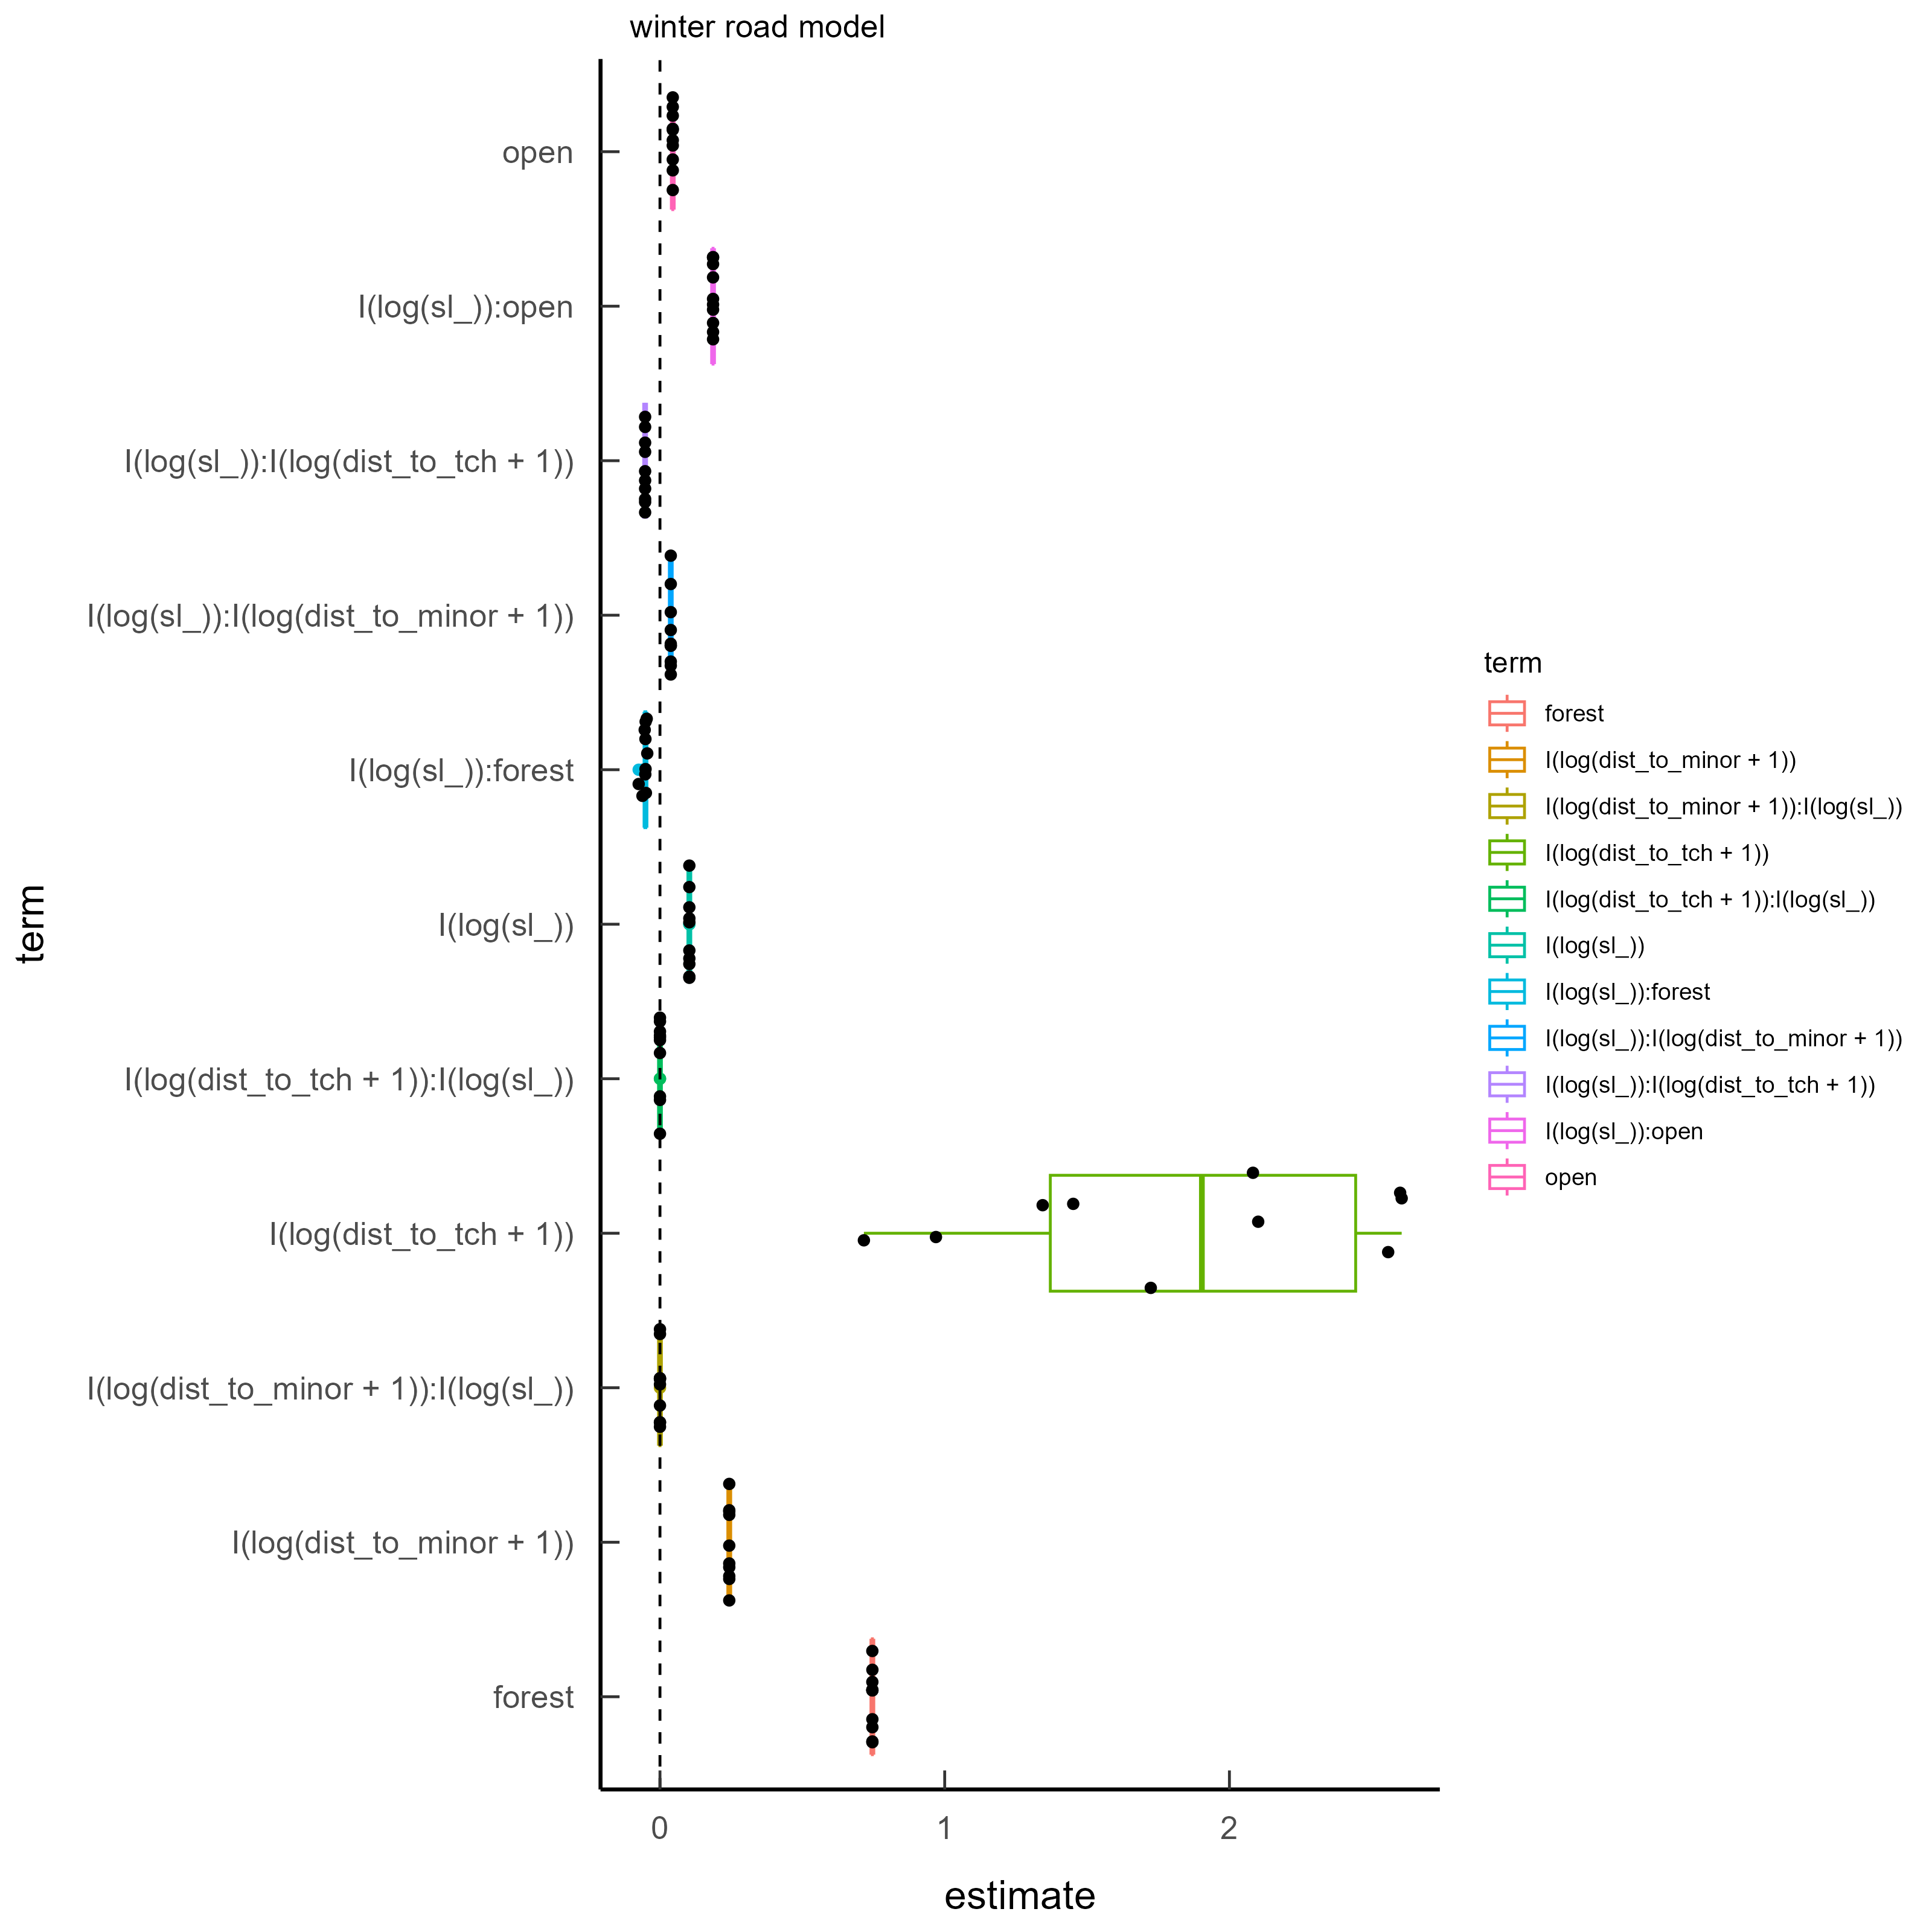 winter road model
open
I(log(sl_)):open
I(log(sl_)):I(log(dist_to_tch + 1))
I(log(sl_)):I(log(dist_to_minor + 1))
I(log(sl_)):forest
I(log(sl_))
I(log(dist_to_tch + 1)):I(log(sl_))
I(log(dist_to_tch + 1))
I(log(dist_to_minor + 1)):I(log(sl_))
I(log(dist_to_minor + 1))
forest
term
0 1 2
estimate
term
forest
I(log(dist_to_minor + 1))
I(log(dist_to_minor + 1)):I(log(sl_))
I(log(dist_to_tch + 1))
I(log(dist_to_tch + 1)):I(log(sl_))
I(log(sl_))
I(log(sl_)):forest
I(log(sl_)):I(log(dist_to_minor + 1))
I(log(sl_)):I(log(dist_to_tch + 1))
I(log(sl_)):open
open